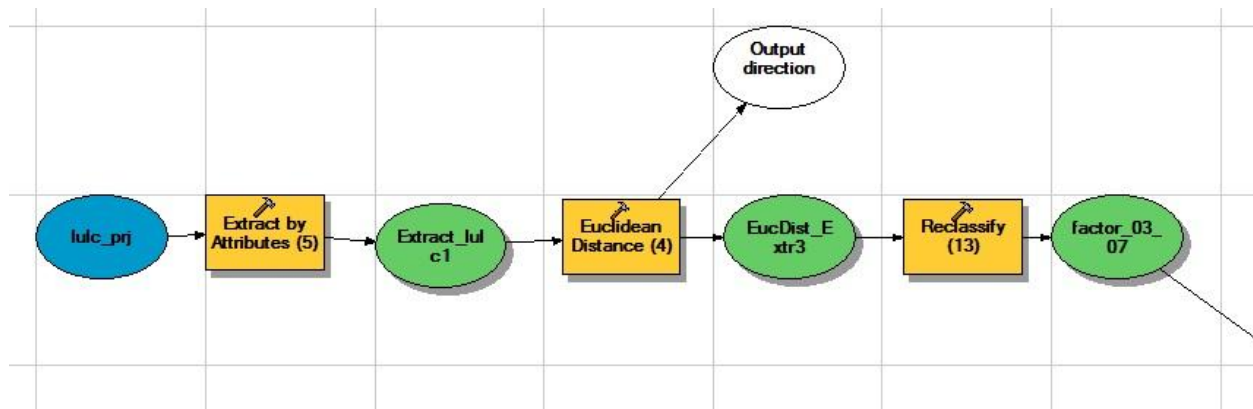 Output
direction
lulc_prj
Extract by
Attributes (5)
Extract_lul
c1
Euclidean
Distance (4)
EucDist_E
xtr3
Reclassify
(13)
factor_03_
07